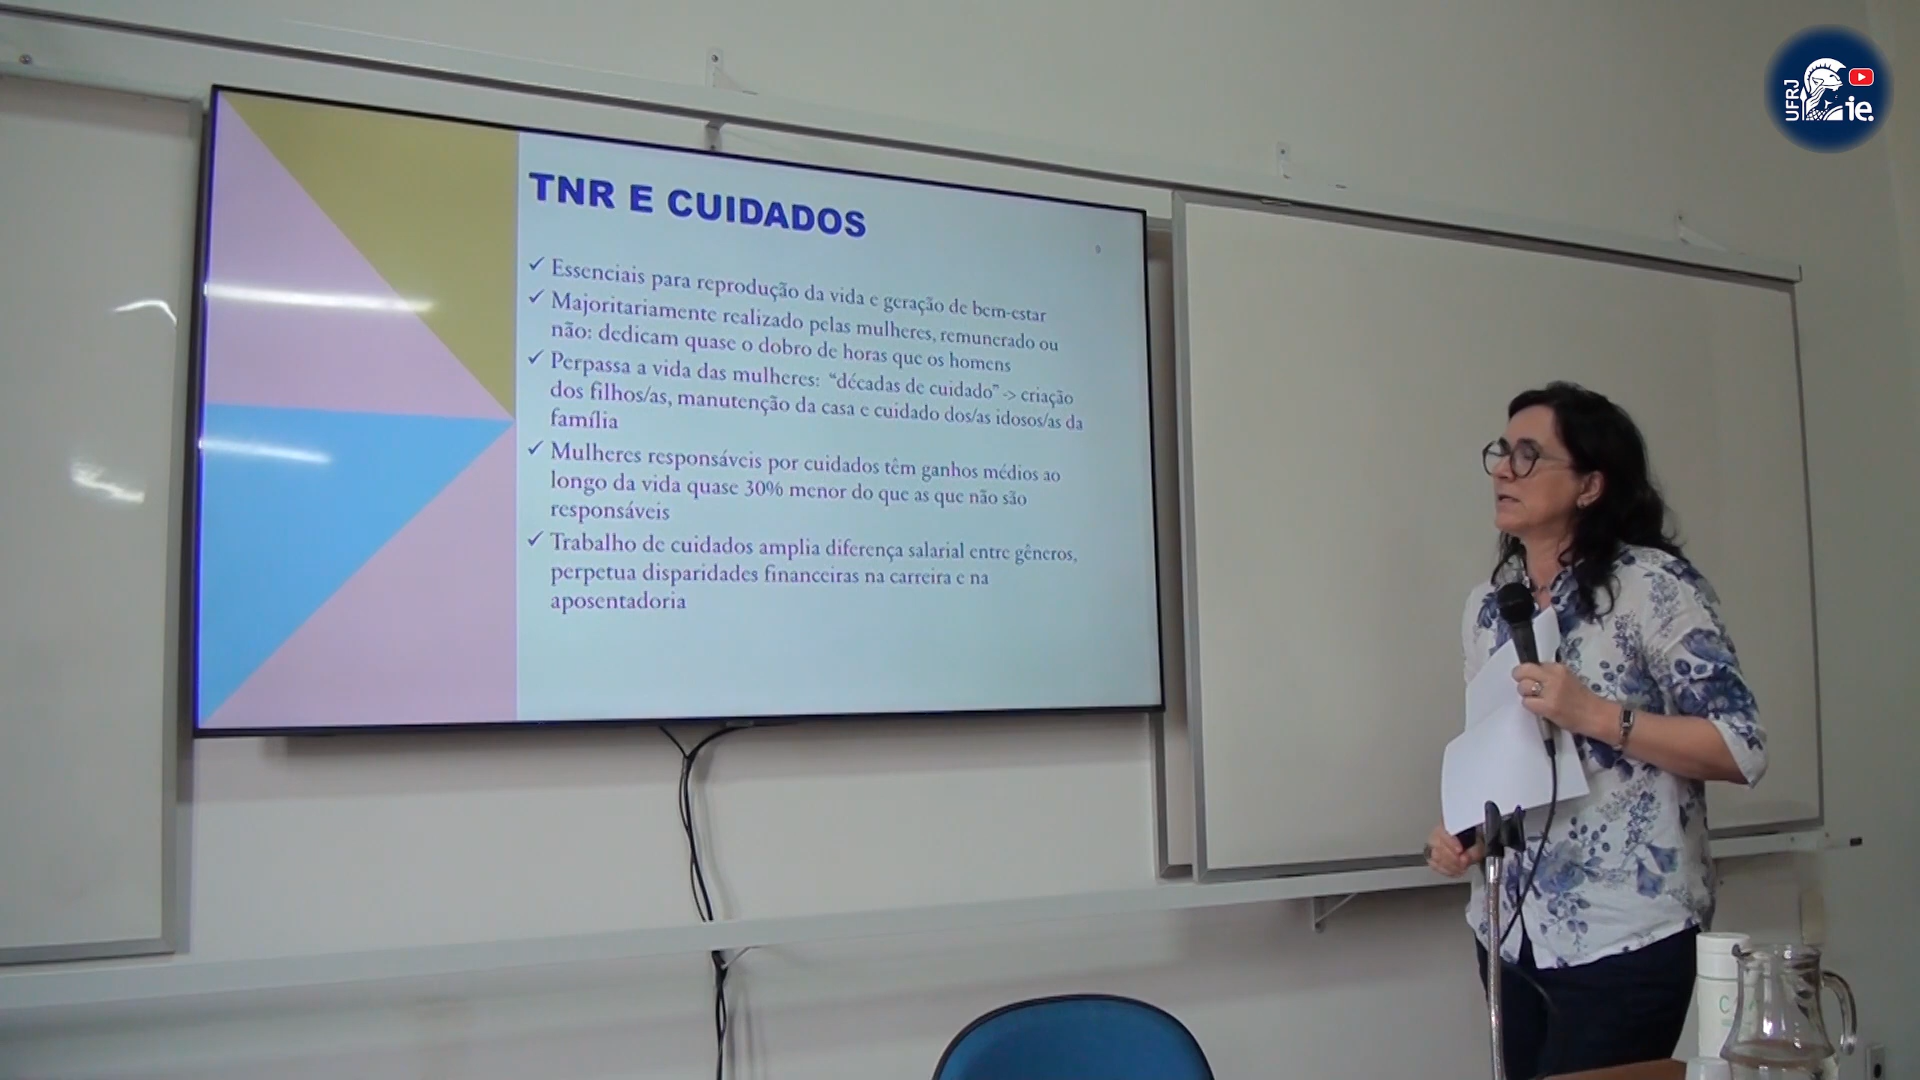 TNR E CUIDADOS
✓ Essenciais para reprodução da vida e geração de bem-estar
✓ Majoritariamente realizado pelas mulheres, remunerado ou
não: dedicam quase o dobro de horas que os homens
✓ Perpassa a vida das mulheres: “décadas de cuidado” -> criação
dos filhos/as, manutenção da casa e cuidado dos/as idosos/as da
família
✓ Mulheres responsáveis por cuidados têm ganhos médios ao
longo da vida quase 30% menor do que as que não são
responsáveis
✓ Trabalho de cuidados amplia diferença salarial entre gêneros,
perpetua disparidades financeiras na carreira e na
aposentadoria
UFRJ
ie.